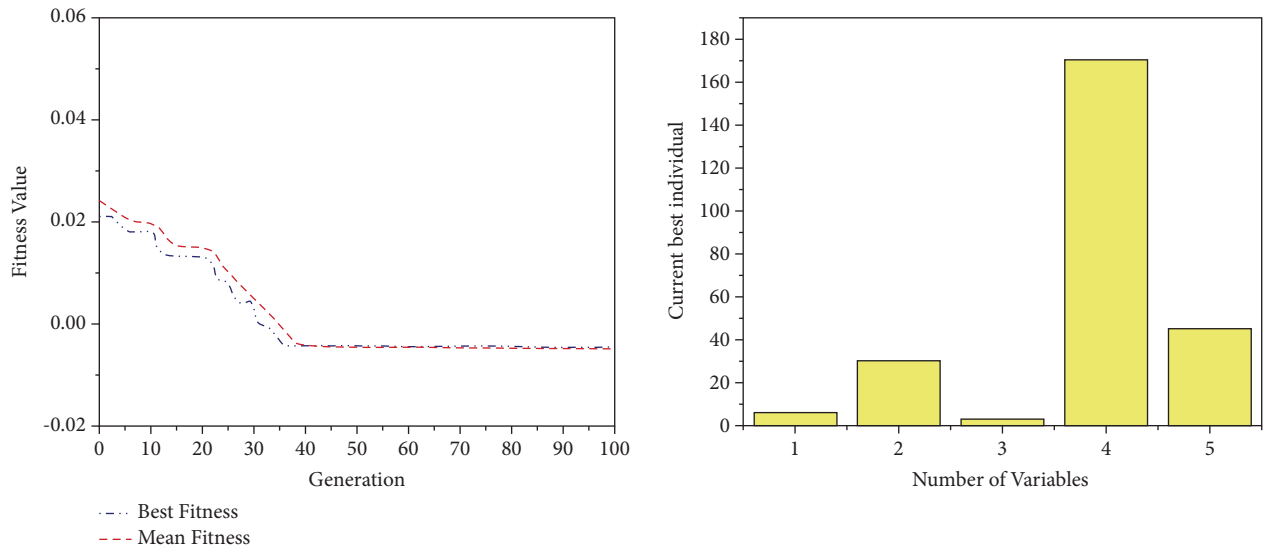 0.06
0.04
0.02
0.00
-0.02
Fitness Value
0 10 20 30 40 50 60 70 80 90 100
Generation
Best Fitness
Mean Fitness
180
160
140
120
100
80
60
40
20
0
Current best individual
1 2 3 4 5
Number of Variables